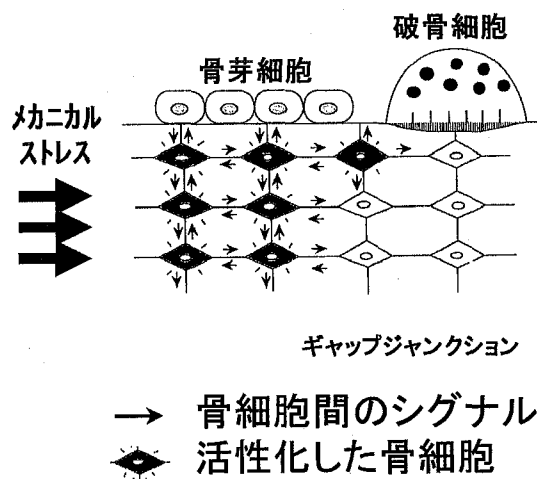 破骨細胞
骨芽細胞
メカニカル
ストレス
ギャップジャンクション
骨細胞間のシグナル
活性化した骨細胞